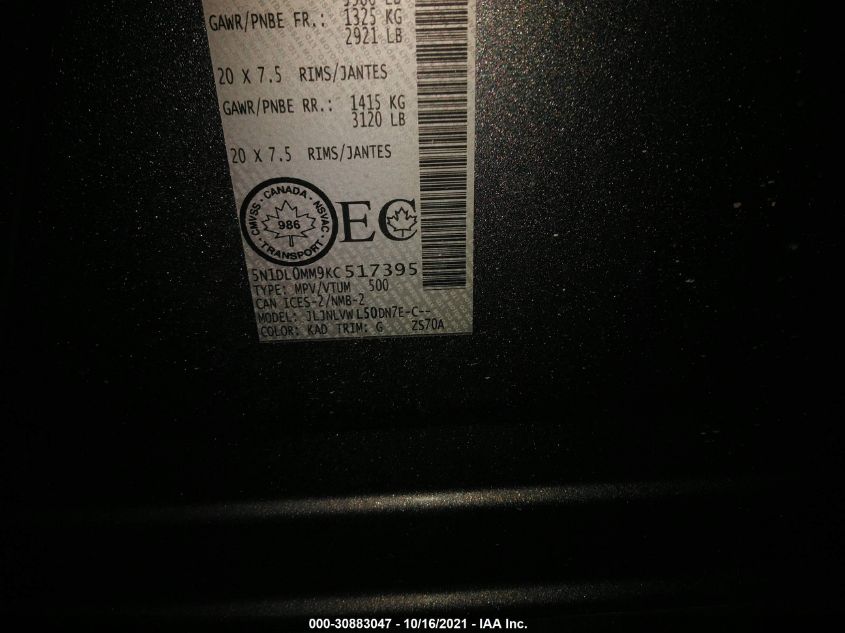 GAWR/PNBE FR.: 1325 KG
2921 LB
20 X 7.5 RIMS/JANTES
GAWR/PNBE RR.: 1415 KG
3120 LB
20 X 7.5 RIMS/JANTES
CANADA · NSVAC · TRANSPORT · CMVSS ·
986
EC
5N1DL0MM9KC517395
TYPE: MPV/VTUM 500
CAN ICES-2/NMB-2
MODEL: JLJNLVWL50DN7E-C--
COLOR: KAD TRIM: G ZS70A
000-30883047 - 10/16/2021 - IAA Inc.